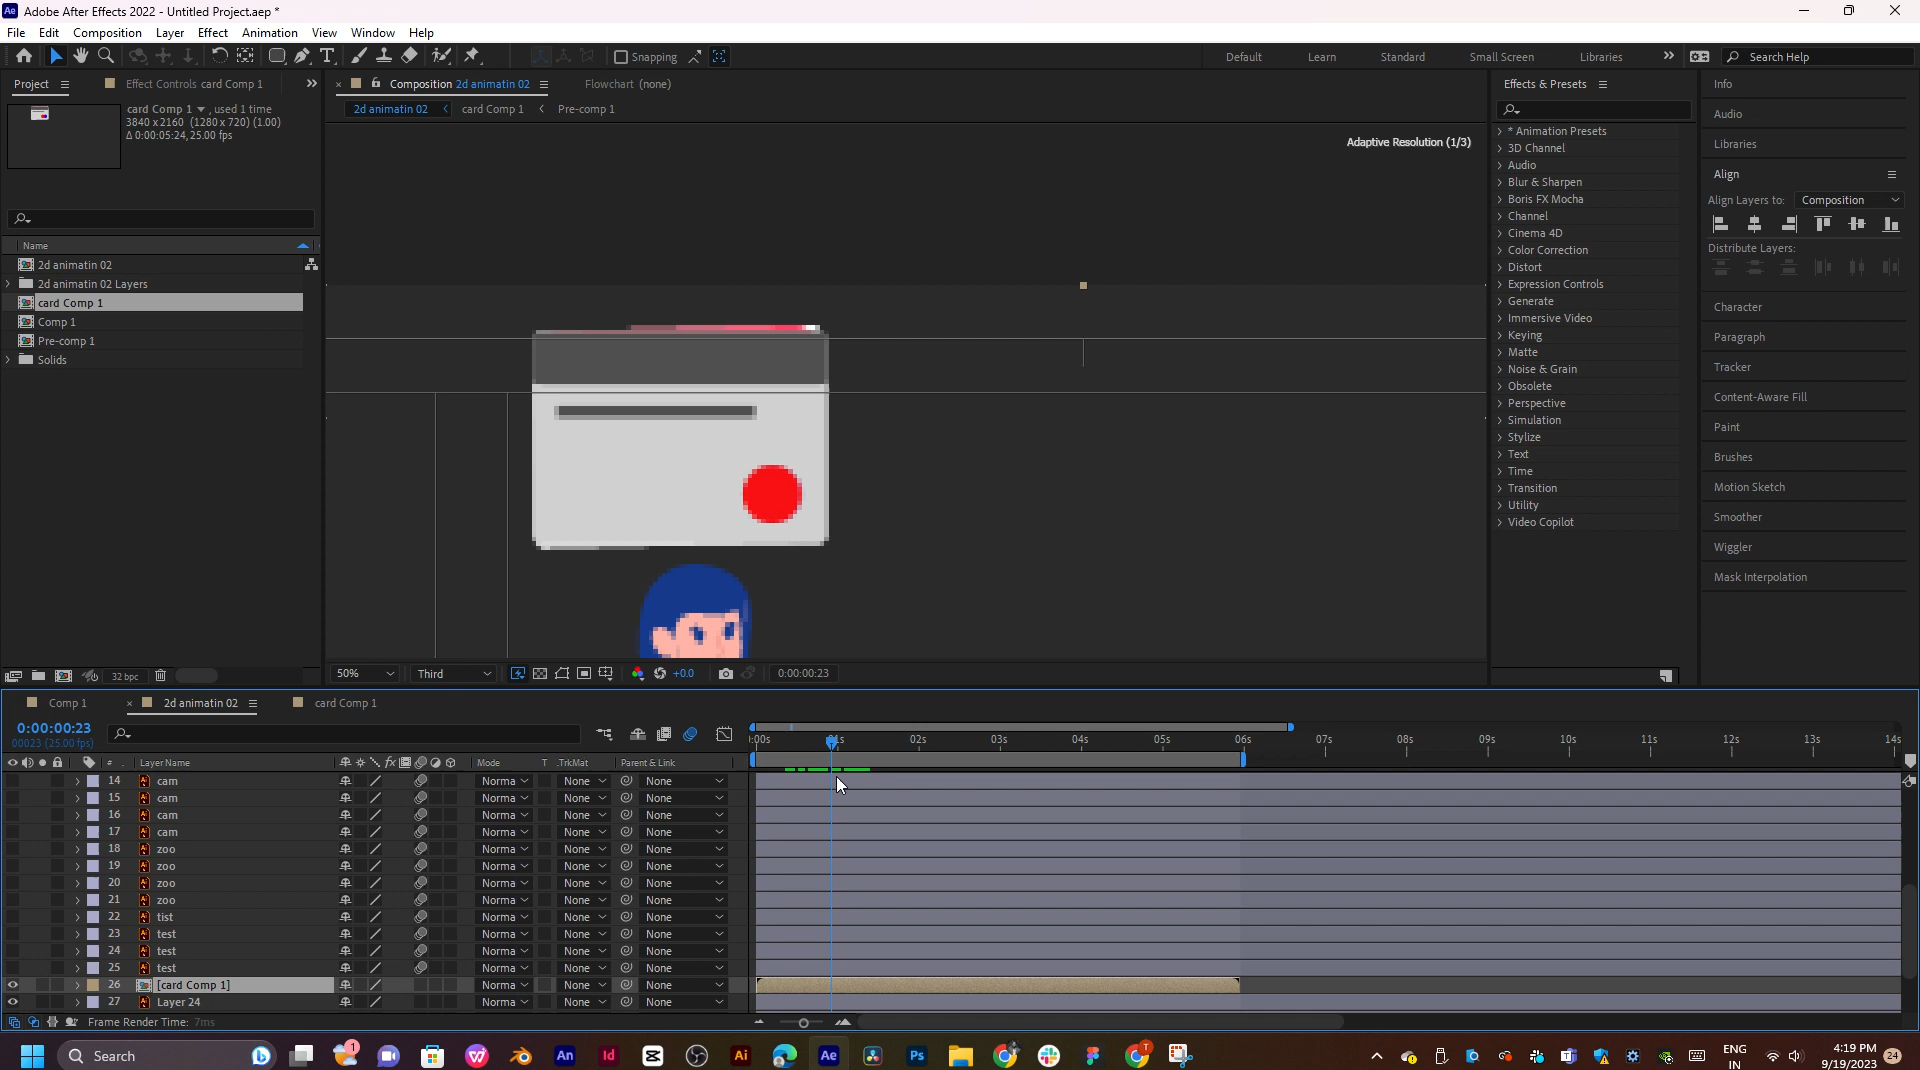 Adobe After Effects 2022 - Untitled Project.aep *
File Edit Composition Layer Effect Animation View Window Help
Snapping Default Learn Standard Small Screen Libraries Search Help
Project Effect Controls card Comp 1
card Comp 1, used 1 time
3840 x 2160 (1280 x 720) (1.00)
Δ 0:00:05:24, 25.00 fps
Name
2d animatin 02
2d animatin 02 Layers
card Comp 1
Comp 1
Pre-comp 1
Solids
32 bpc
Composition 2d animatin 02 Flowchart (none)
2d animatin 02 card Comp 1 Pre-comp 1
Adaptive Resolution (1/3)
50% Third +0.0 0:00:00:23
Effects & Presets
* Animation Presets
3D Channel
Audio
Blur & Sharpen
Boris FX Mocha
Channel
Cinema 4D
Color Correction
Distort
Expression Controls
Generate
Immersive Video
Keying
Matte
Noise & Grain
Obsolete
Perspective
Simulation
Stylize
Text
Time
Transition
Utility
Video Copilot
Info
Audio
Libraries
Align
Align Layers to: Composition
Distribute Layers:
Character
Paragraph
Tracker
Content-Aware Fill
Paint
Brushes
Motion Sketch
Smoother
Wiggler
Mask Interpolation
Comp 1 2d animatin 02 card Comp 1
0:00:00:23
00023 (25.00 fps)
:00s 02s 03s 04s 05s 06s 07s 08s 09s 10s 11s 12s 13s 14s
# Layer Name Mode T .TrkMat Parent & Link
14 cam Norma None None
15 cam Norma None None
16 cam Norma None None
17 cam Norma None None
18 zoo Norma None None
19 zoo Norma None None
20 zoo Norma None None
21 zoo Norma None None
22 tist Norma None None
23 test Norma None None
24 test Norma None None
25 test Norma None None
26 [card Comp 1] Norma None None
27 Layer 24 Norma None None
Frame Render Time: 7ms
Search
ENG
IN
4:19 PM
9/19/2023
24